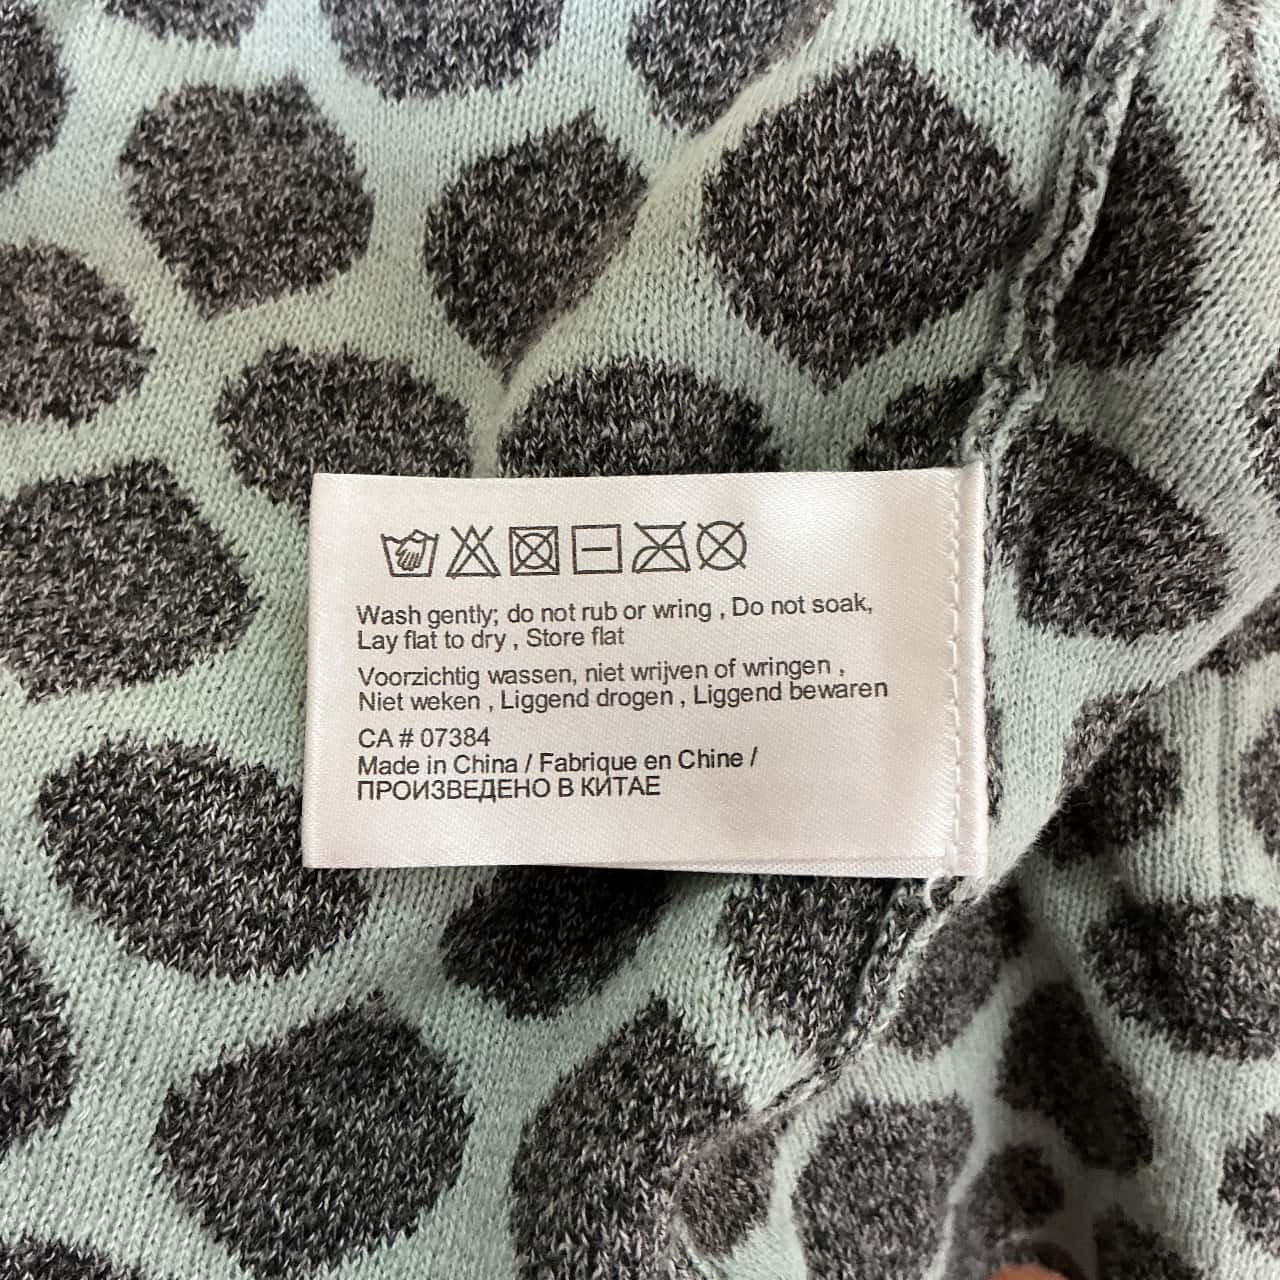 Wash gently; do not rub or wring , Do not soak,
Lay flat to dry , Store flat
Voorzichtig wassen, niet wrijven of wringen ,
Niet weken , Liggend drogen , Liggend bewaren
CA # 07384
Made in China / Fabrique en Chine /
ПРОИЗВЕДЕНО В КИТАЕ